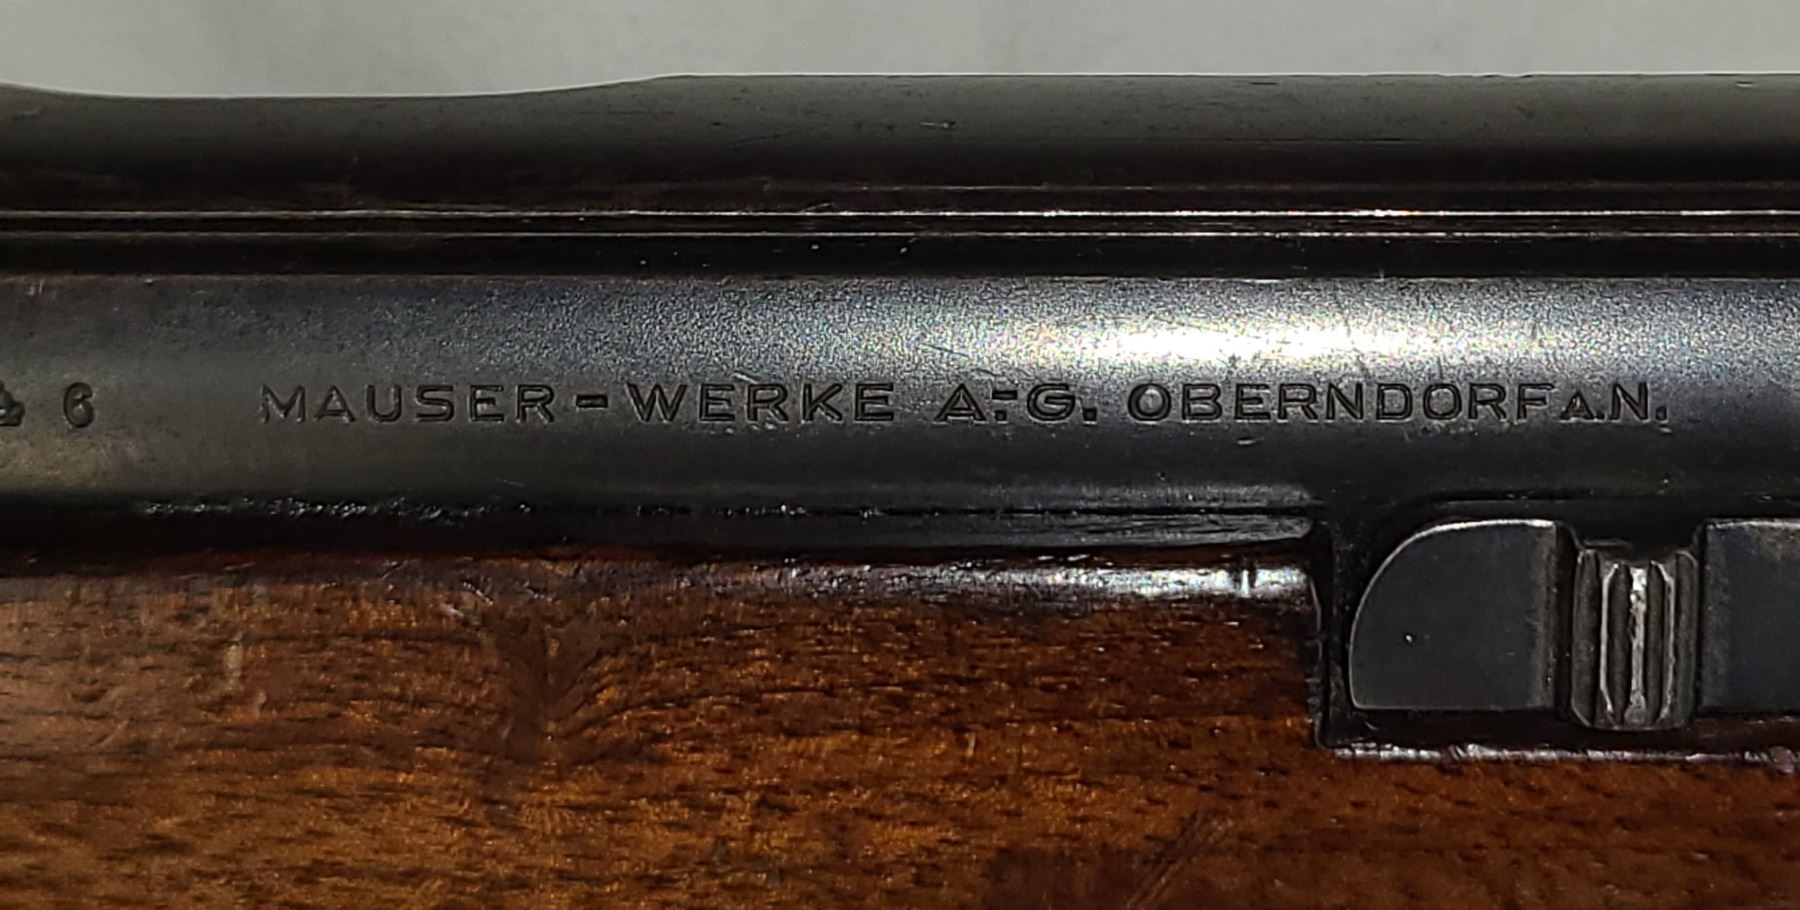 6 MAUSER-WERKE A.-G. OBERNDORF A.N.